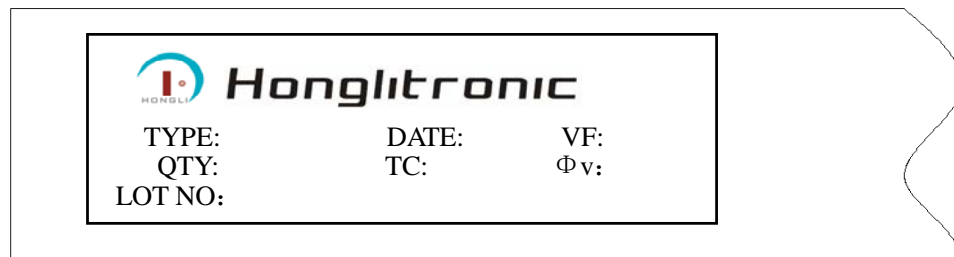 HONGLI
Honglitronic
TYPE: DATE: VF:
QTY: TC: Φv：
LOT NO：